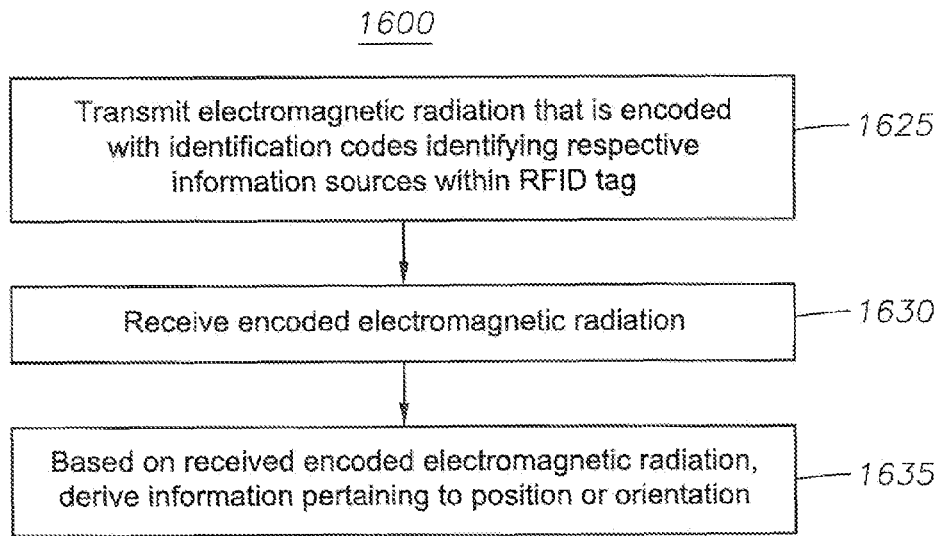 1600
Transmit electromagnetic radiation that is encoded
with identification codes identifying respective
information sources within RFID tag
1625
Receive encoded electromagnetic radiation
1630
Based on received encoded electromagnetic radiation,
derive information pertaining to position or orientation
1635